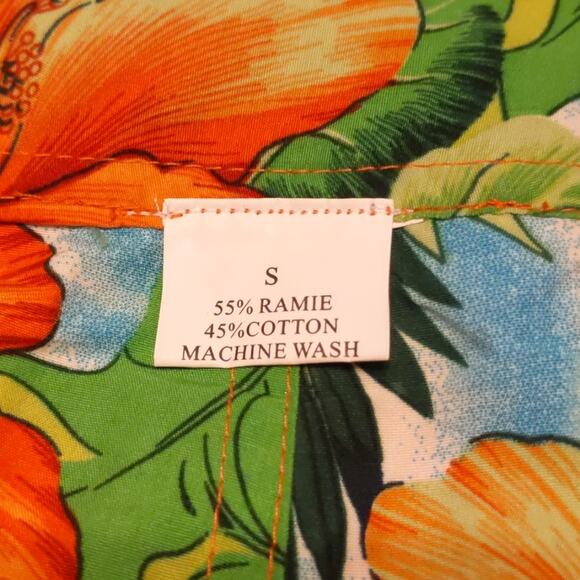 S
55% RAMIE
45%COTTON
MACHINE WASH